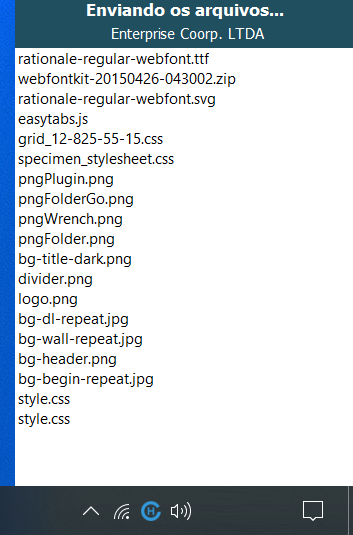 Enviando os arquivos...
Enterprise Coorp. LTDA
rationale-regular-webfont.ttf
webfontkit-20150426-043002.zip
rationale-regular-webfont.svg
easytabs.js
grid_12-825-55-15.css
specimen_stylesheet.css
pngPlugin.png
pngFolderGo.png
pngWrench.png
pngFolder.png
bg-title-dark.png
divider.png
logo.png
bg-dl-repeat.jpg
bg-wall-repeat.jpg
bg-header.png
bg-begin-repeat.jpg
style.css
style.css